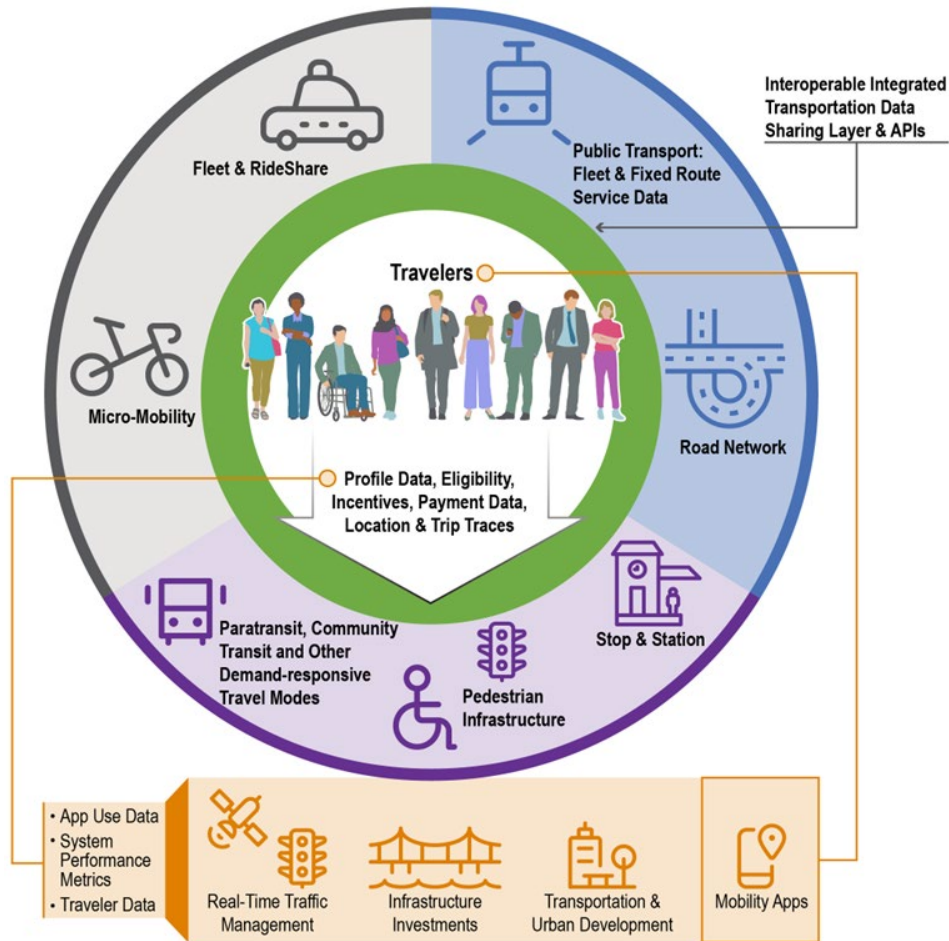 Interoperable Integrated
Transportation Data
Sharing Layer & APIs
Fleet & RideShare
Public Transport:
Fleet & Fixed Route
Service Data
Travelers
Micro-Mobility
Road Network
Profile Data, Eligibility,
Incentives, Payment Data,
Location & Trip Traces
Paratransit, Community
Transit and Other
Demand-responsive
Travel Modes
Stop & Station
Pedestrian
Infrastructure
• App Use Data
• System
Performance
Metrics
• Traveler Data
Real-Time Traffic
Management
Infrastructure
Investments
Transportation &
Urban Development
Mobility Apps